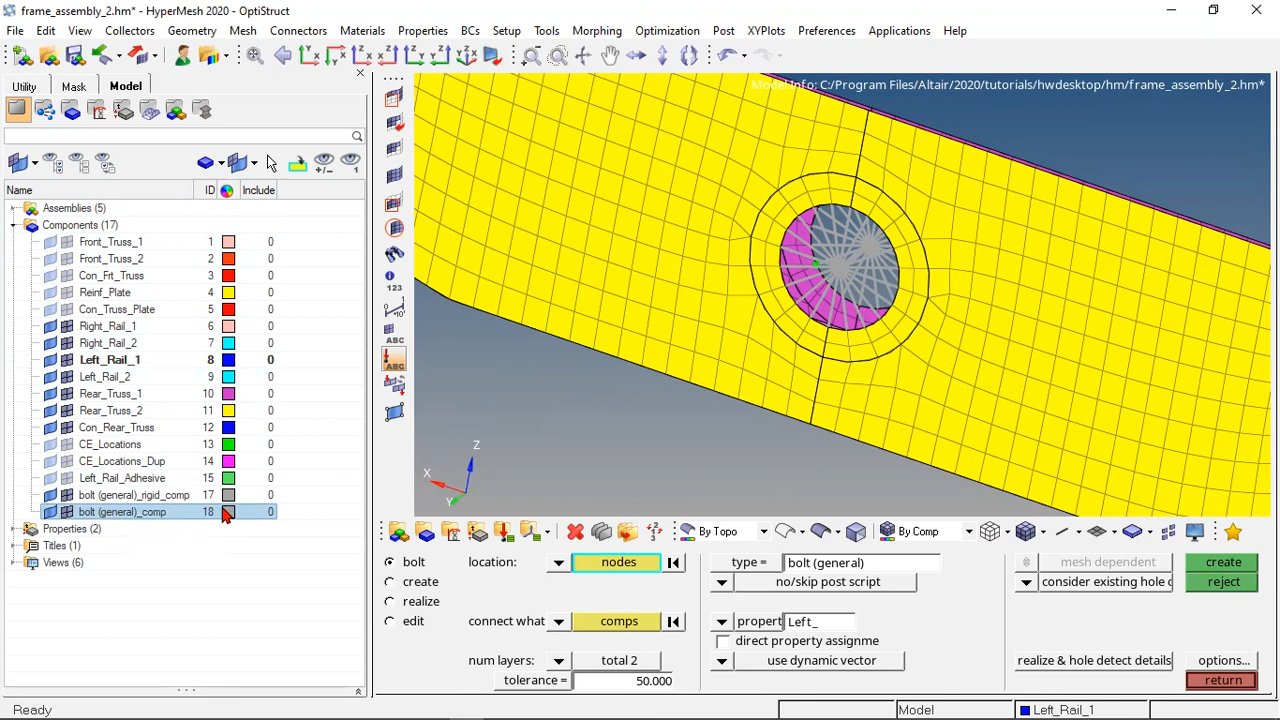 frame_assembly_2.hm* - HyperMesh 2020 - OptiStruct
File Edit View Collectors Geometry Mesh Connectors Materials Properties BCs Setup Tools Morphing Optimization Post XYPlots Preferences Applications Help
Utility Mask Model
Model Info: C:/Program Files/Altair/2020/tutorials/hwdesktop/hm/frame_assembly_2.hm*
Name ID Include
Assemblies (5)
Components (17)
Front_Truss_1 1 0
Front_Truss_2 2 0
Con_Frt_Truss 3 0
Reinf_Plate 4 0
Con_Truss_Plate 5 0
Right_Rail_1 6 0
Right_Rail_2 7 0
Left_Rail_1 8 0
Left_Rail_2 9 0
Rear_Truss_1 10 0
Rear_Truss_2 11 0
Con_Rear_Truss 12 0
CE_Locations 13 0
CE_Locations_Dup 14 0
Left_Rail_Adhesive 15 0
bolt (general)_rigid_comp 17 0
bolt (general)_comp 18 0
Properties (2)
Titles (1)
Views (6)
123
ABC
ABC
Z
X
Y
By Topo By Comp
bolt location: nodes type = bolt (general) mesh dependent create
create no/skip post script consider existing hole c reject
realize
edit connect what comps propert Left_
direct property assignme
num layers: total 2 use dynamic vector realize & hole detect details options...
tolerance = 50.000 return
Ready Model Left_Rail_1